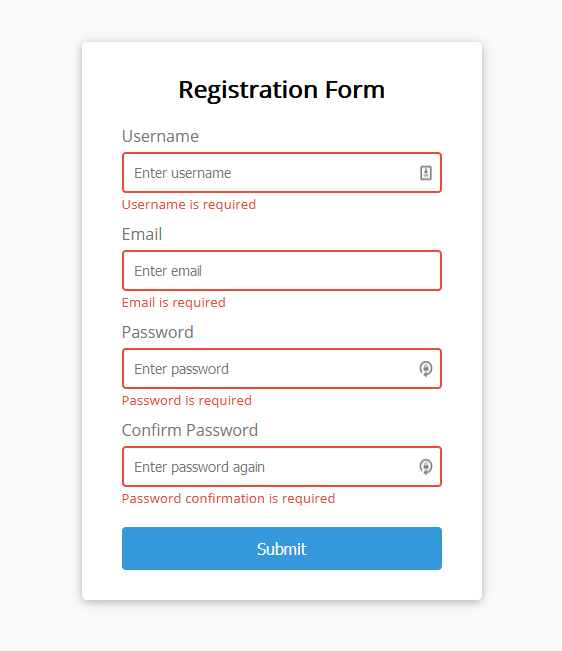 Registration Form
Username
Enter username
Username is required
Email
Enter email
Email is required
Password
Enter password
Password is required
Confirm Password
Enter password again
Password confirmation is required
Submit